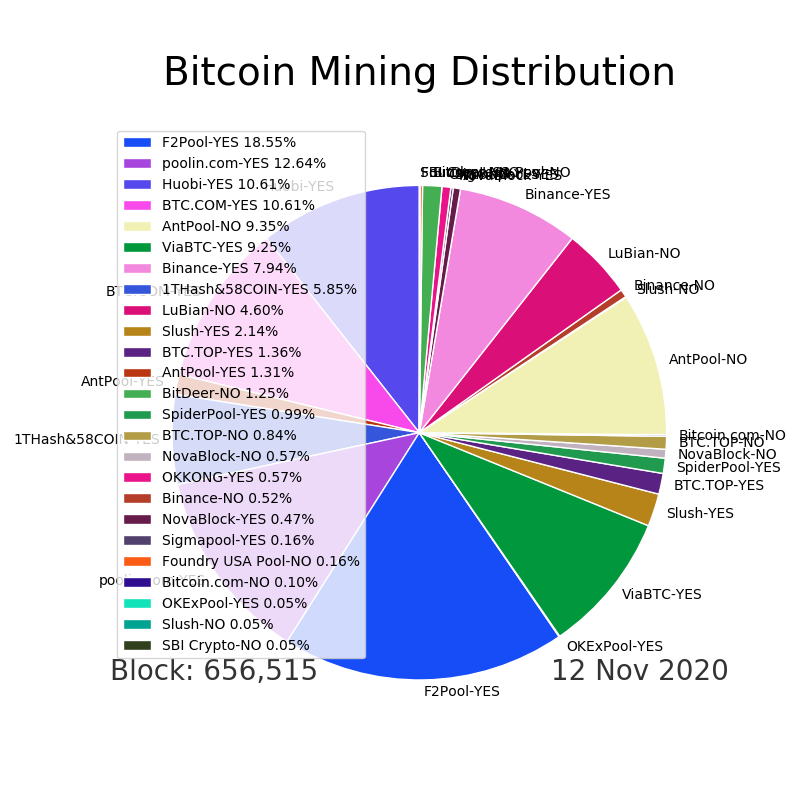 Bitcoin Mining Distribution
F2Pool-YES 18.55%
poolin.com-YES 12.64%
Huobi-YES 10.61%
BTC.COM-YES 10.61%
AntPool-NO 9.35%
ViaBTC-YES 9.25%
Binance-YES 7.94%
1THash&58COIN-YES 5.85%
LuBian-NO 4.60%
Slush-YES 2.14%
BTC.TOP-YES 1.36%
AntPool-YES 1.31%
BitDeer-NO 1.25%
SpiderPool-YES 0.99%
BTC.TOP-NO 0.84%
NovaBlock-NO 0.57%
OKKONG-YES 0.57%
Binance-NO 0.52%
NovaBlock-YES 0.47%
Sigmapool-YES 0.16%
Foundry USA Pool-NO 0.16%
Bitcoin.com-NO 0.10%
OKExPool-YES 0.05%
Slush-NO 0.05%
SBI Crypto-NO 0.05%
Binance-YES
LuBian-NO
Binance-NO
Slush-NO
AntPool-NO
Bitcoin.com-NO
BTC.TOP-NO
NovaBlock-NO
SpiderPool-YES
BTC.TOP-YES
Slush-YES
ViaBTC-YES
OKExPool-YES
F2Pool-YES
AntPool-YES
1THash&58COIN-YES
Block: 656,515
12 Nov 2020